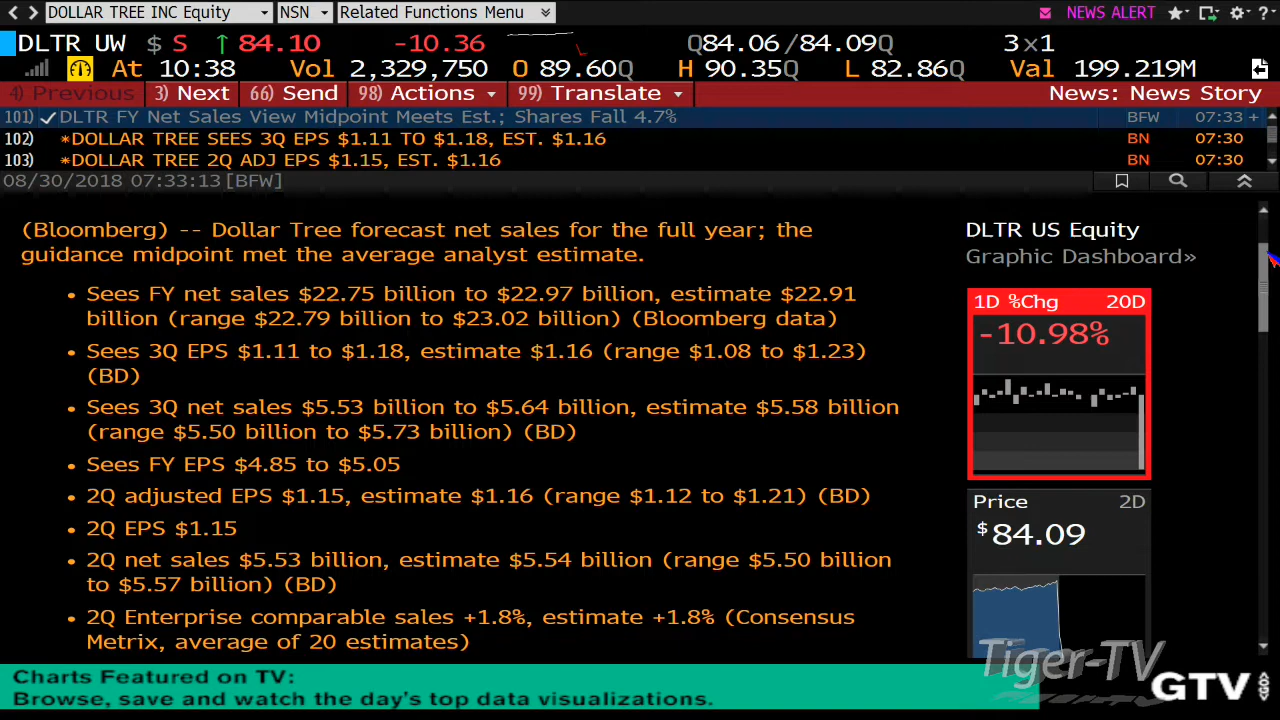 DOLLAR TREE INC Equity NSN Related Functions Menu NEWS ALERT ?
DLTR UW $ S ↑ 84.10 -10.36 Q84.06/84.09Q 3×1
At 10:38 Vol 2,329,750 O 89.60Q H 90.35Q L 82.86Q Val 199.219M
4) Previous 3) Next 66) Send 98) Actions 99) Translate News: News Story
101) DLTR FY Net Sales View Midpoint Meets Est.; Shares Fall 4.7% BFW 07:33 +
102) *DOLLAR TREE SEES 3Q EPS $1.11 TO $1.18, EST. $1.16 BN 07:30
103) *DOLLAR TREE 2Q ADJ EPS $1.15, EST. $1.16 BN 07:30
08/30/2018 07:33:13 [BFW]
(Bloomberg) -- Dollar Tree forecast net sales for the full year; the
guidance midpoint met the average analyst estimate.
• Sees FY net sales $22.75 billion to $22.97 billion, estimate $22.91
billion (range $22.79 billion to $23.02 billion) (Bloomberg data)
• Sees 3Q EPS $1.11 to $1.18, estimate $1.16 (range $1.08 to $1.23)
(BD)
• Sees 3Q net sales $5.53 billion to $5.64 billion, estimate $5.58 billion
(range $5.50 billion to $5.73 billion) (BD)
• Sees FY EPS $4.85 to $5.05
• 2Q adjusted EPS $1.15, estimate $1.16 (range $1.12 to $1.21) (BD)
• 2Q EPS $1.15
• 2Q net sales $5.53 billion, estimate $5.54 billion (range $5.50 billion
to $5.57 billion) (BD)
• 2Q Enterprise comparable sales +1.8%, estimate +1.8% (Consensus
Metrix, average of 20 estimates)
DLTR US Equity
Graphic Dashboard»
1D %Chg 20D
-10.98%
Price 2D
$84.09
Tiger-TV
Charts Featured on TV:
Browse, save and watch the day's top data visualizations.
GTV